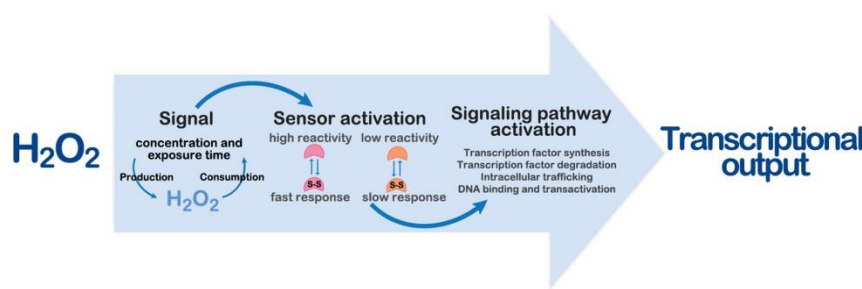 H₂O₂
Signal
concentration and
exposure time
Production
Consumption
H₂O₂
Sensor activation
high reactivity
low reactivity
S-S
S-S
fast response
slow response
Signaling pathway
activation
Transcription factor synthesis
Transcription factor degradation
Intracellular trafficking
DNA binding and transactivation
Transcriptional
output